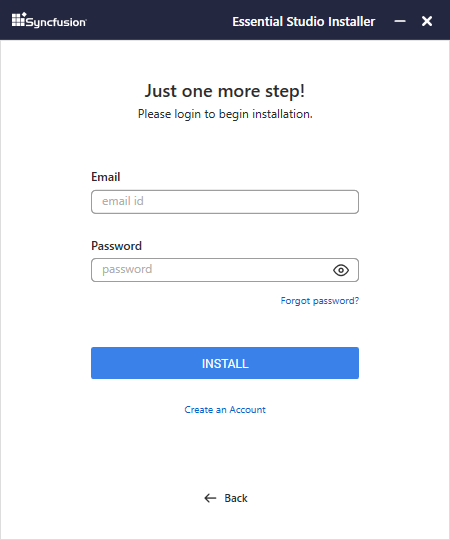 Syncfusion
Essential Studio Installer
Just one more step!
Please login to begin installation.
Email
email id
Password
password
Forgot password?
INSTALL
Create an Account
Back